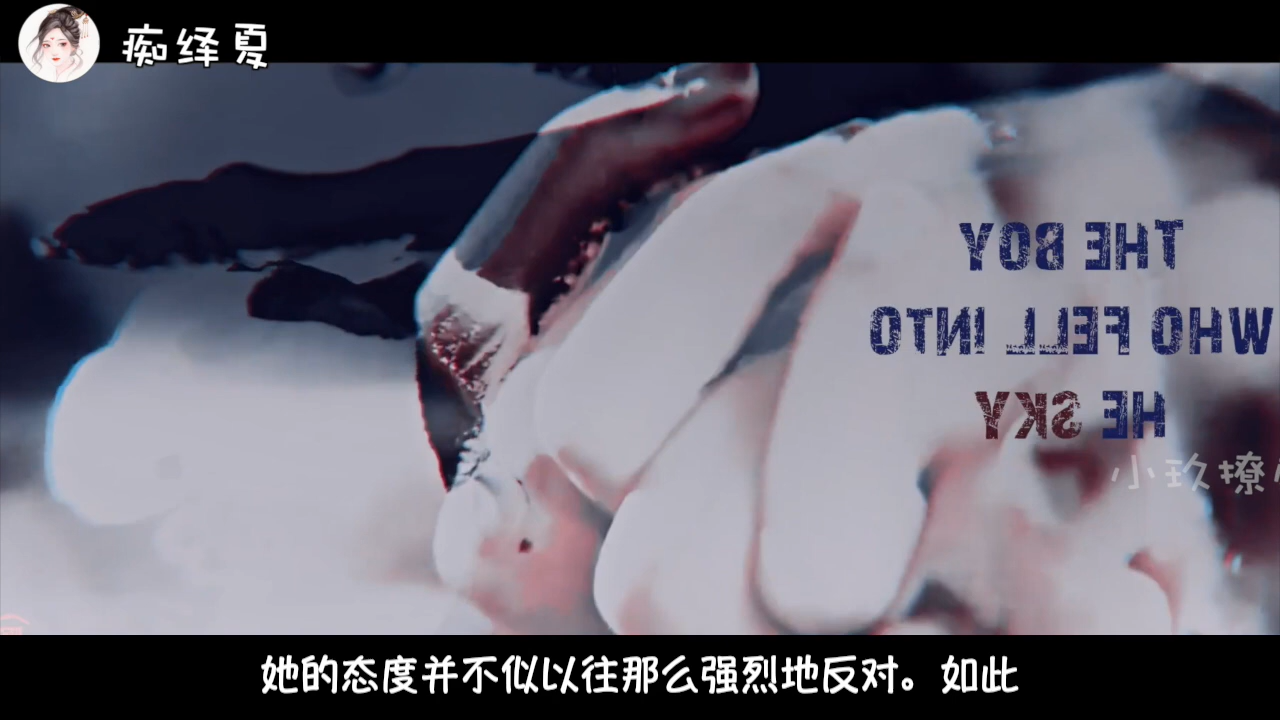 痴绎夏
THE BOY
WHO FELL INTO
HE SKY
小玖撩
她的态度并不似以往那么强烈地反对。如此